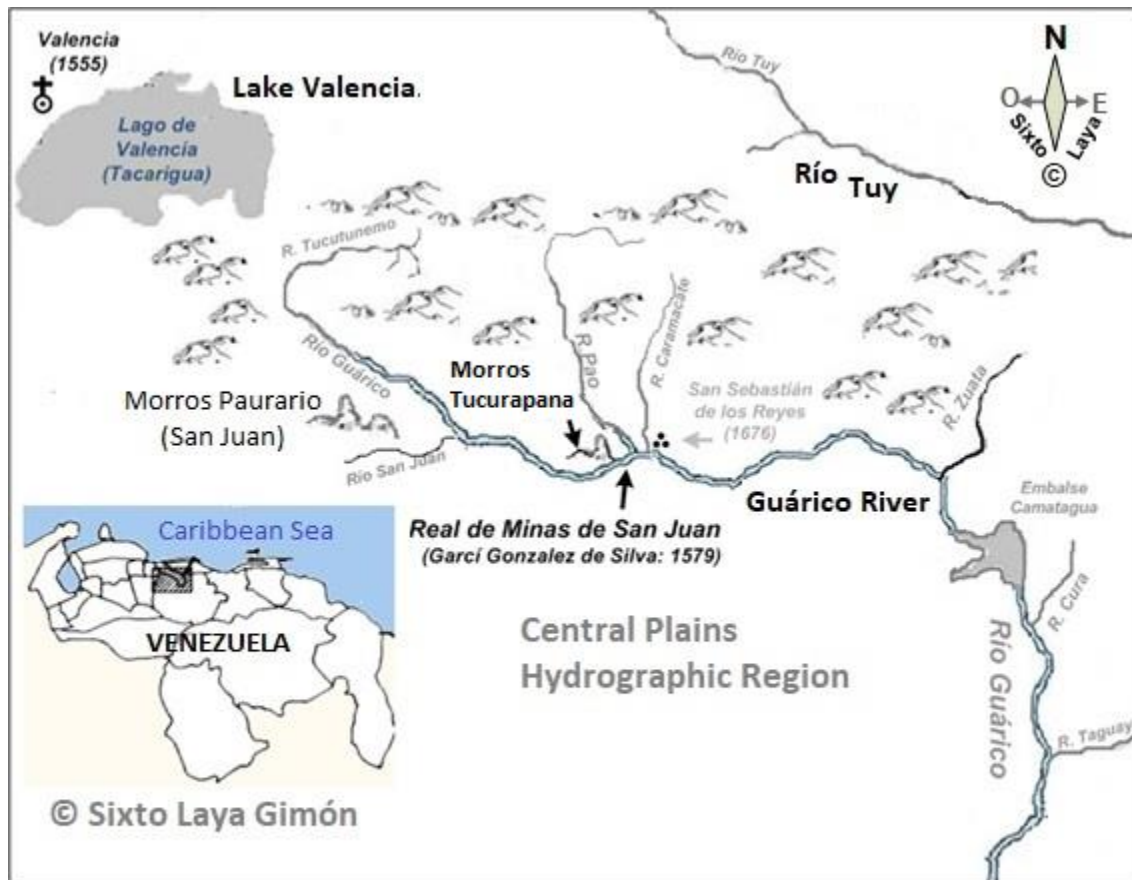 Valencia
(1555)
Lake Valencia.
Lago de
Valencia
(Tacarigua)
Río Tuy
N
O E
Sixto Laya
©
Río Tuy
R. Tucutunemo
Río Guárico
R. Pao
R. Caramacate
Morros
Tucurapana
San Sebastián
de los Reyes
(1676)
R. Zuata
Morros Paurario
(San Juan)
Río San Juan
Guárico River
Embalse
Camatagua
Real de Minas de San Juan
(Garcí Gonzalez de Silva: 1579)
Caribbean Sea
VENEZUELA
Central Plains
Hydrographic Region
R. Cura
Río Guárico
R. Taguay
© Sixto Laya Gimón